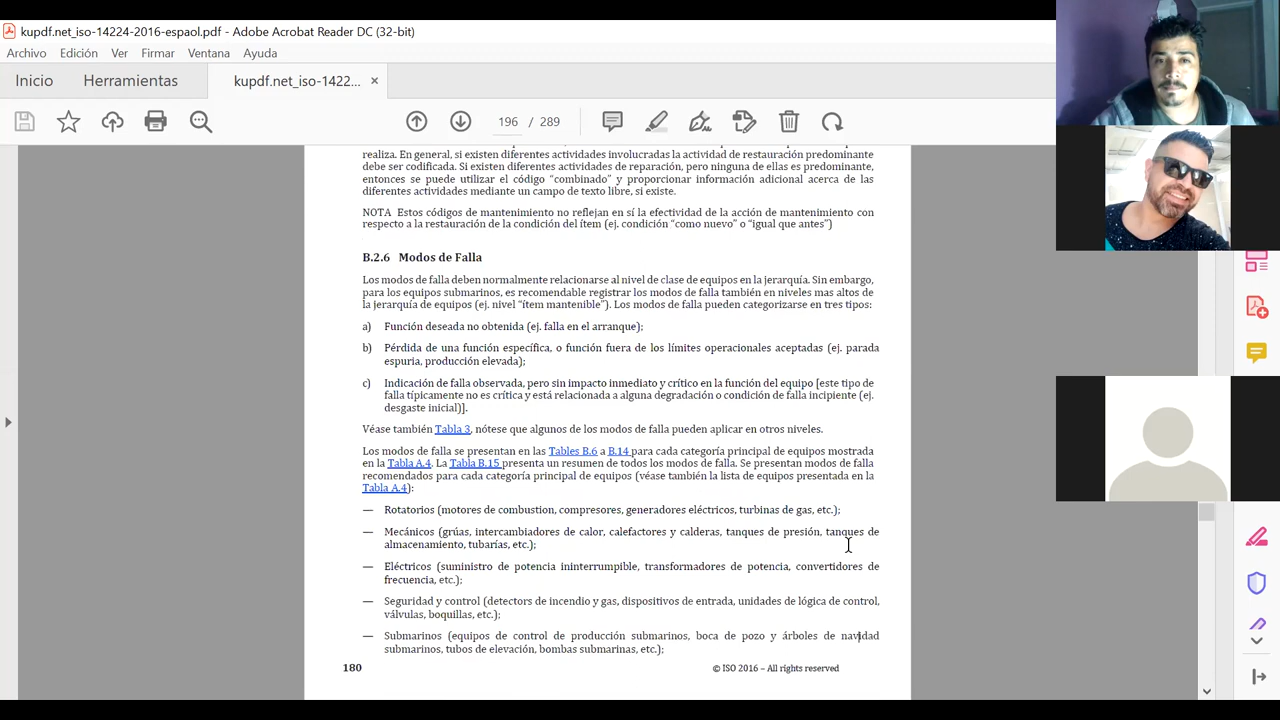 kupdf.net_iso-14224-2016-espaol.pdf - Adobe Acrobat Reader DC (32-bit)
Archivo Edición Ver Firmar Ventana Ayuda
Inicio Herramientas kupdf.net_iso-1422... ×
196 / 289
realiza. En general, si existen diferentes actividades involucradas la actividad de restauración predominante
debe ser codificada. Si existen diferentes actividades de reparación, pero ninguna de ellas es predominante,
entonces se puede utilizar el código “combinado” y proporcionar información adicional acerca de las
diferentes actividades mediante un campo de texto libre, si existe.
NOTA Estos códigos de mantenimiento no reflejan en sí la efectividad de la acción de mantenimiento con
respecto a la restauración de la condición del ítem (ej. condición “como nuevo” o “igual que antes”)
B.2.6 Modos de Falla
Los modos de falla deben normalmente relacionarse al nivel de clase de equipos en la jerarquía. Sin embargo,
para los equipos submarinos, es recomendable registrar los modos de falla también en niveles mas altos de
la jerarquía de equipos (ej. nivel “ítem mantenible”). Los modos de falla pueden categorizarse en tres tipos:
a) Función deseada no obtenida (ej. falla en el arranque);
b) Pérdida de una función específica, o función fuera de los límites operacionales aceptadas (ej. parada
espuria, producción elevada);
c) Indicación de falla observada, pero sin impacto inmediato y crítico en la función del equipo [este tipo de
falla típicamente no es crítica y está relacionada a alguna degradación o condición de falla incipiente (ej.
desgaste inicial)].
Véase también Tabla 3, nótese que algunos de los modos de falla pueden aplicar en otros niveles.
Los modos de falla se presentan en las Tables B.6 a B.14 para cada categoría principal de equipos mostrada
en la Tabla A.4. La Tabla B.15 presenta un resumen de todos los modos de falla. Se presentan modos de falla
recomendados para cada categoría principal de equipos (véase también la lista de equipos presentada en la
Tabla A.4):
— Rotatorios (motores de combustion, compresores, generadores eléctricos, turbinas de gas, etc.);
— Mecánicos (grúas, intercambiadores de calor, calefactores y calderas, tanques de presión, tanques de
almacenamiento, tubarías, etc.);
— Eléctricos (suministro de potencia ininterrumpible, transformadores de potencia, convertidores de
frecuencia, etc.);
— Seguridad y control (detectors de incendio y gas, dispositivos de entrada, unidades de lógica de control,
válvulas, boquillas, etc.);
— Submarinos (equipos de control de producción submarinos, boca de pozo y árboles de navidad
submarinos, tubos de elevación, bombas submarinas, etc.);
180 © ISO 2016 – All rights reserved